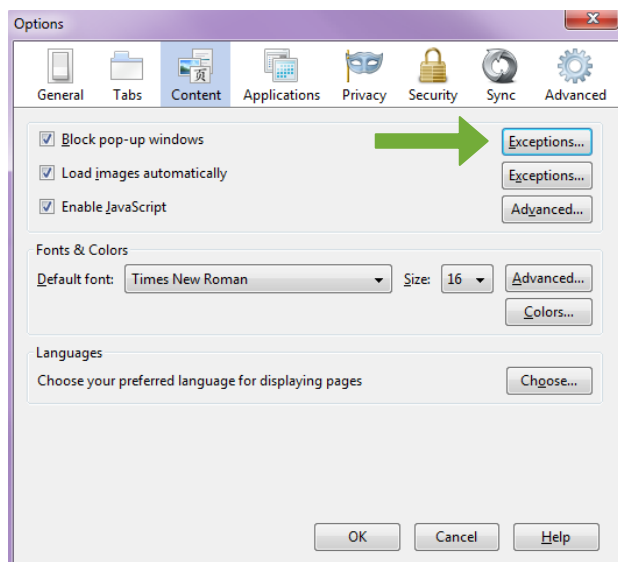 Options
General Tabs Content Applications Privacy Security Sync Advanced
页
Block pop-up windows Exceptions...
Load images automatically Exceptions...
Enable JavaScript Advanced...
Fonts & Colors
Default font: Times New Roman Size: 16 Advanced...
Colors...
Languages
Choose your preferred language for displaying pages Choose...
OK Cancel Help